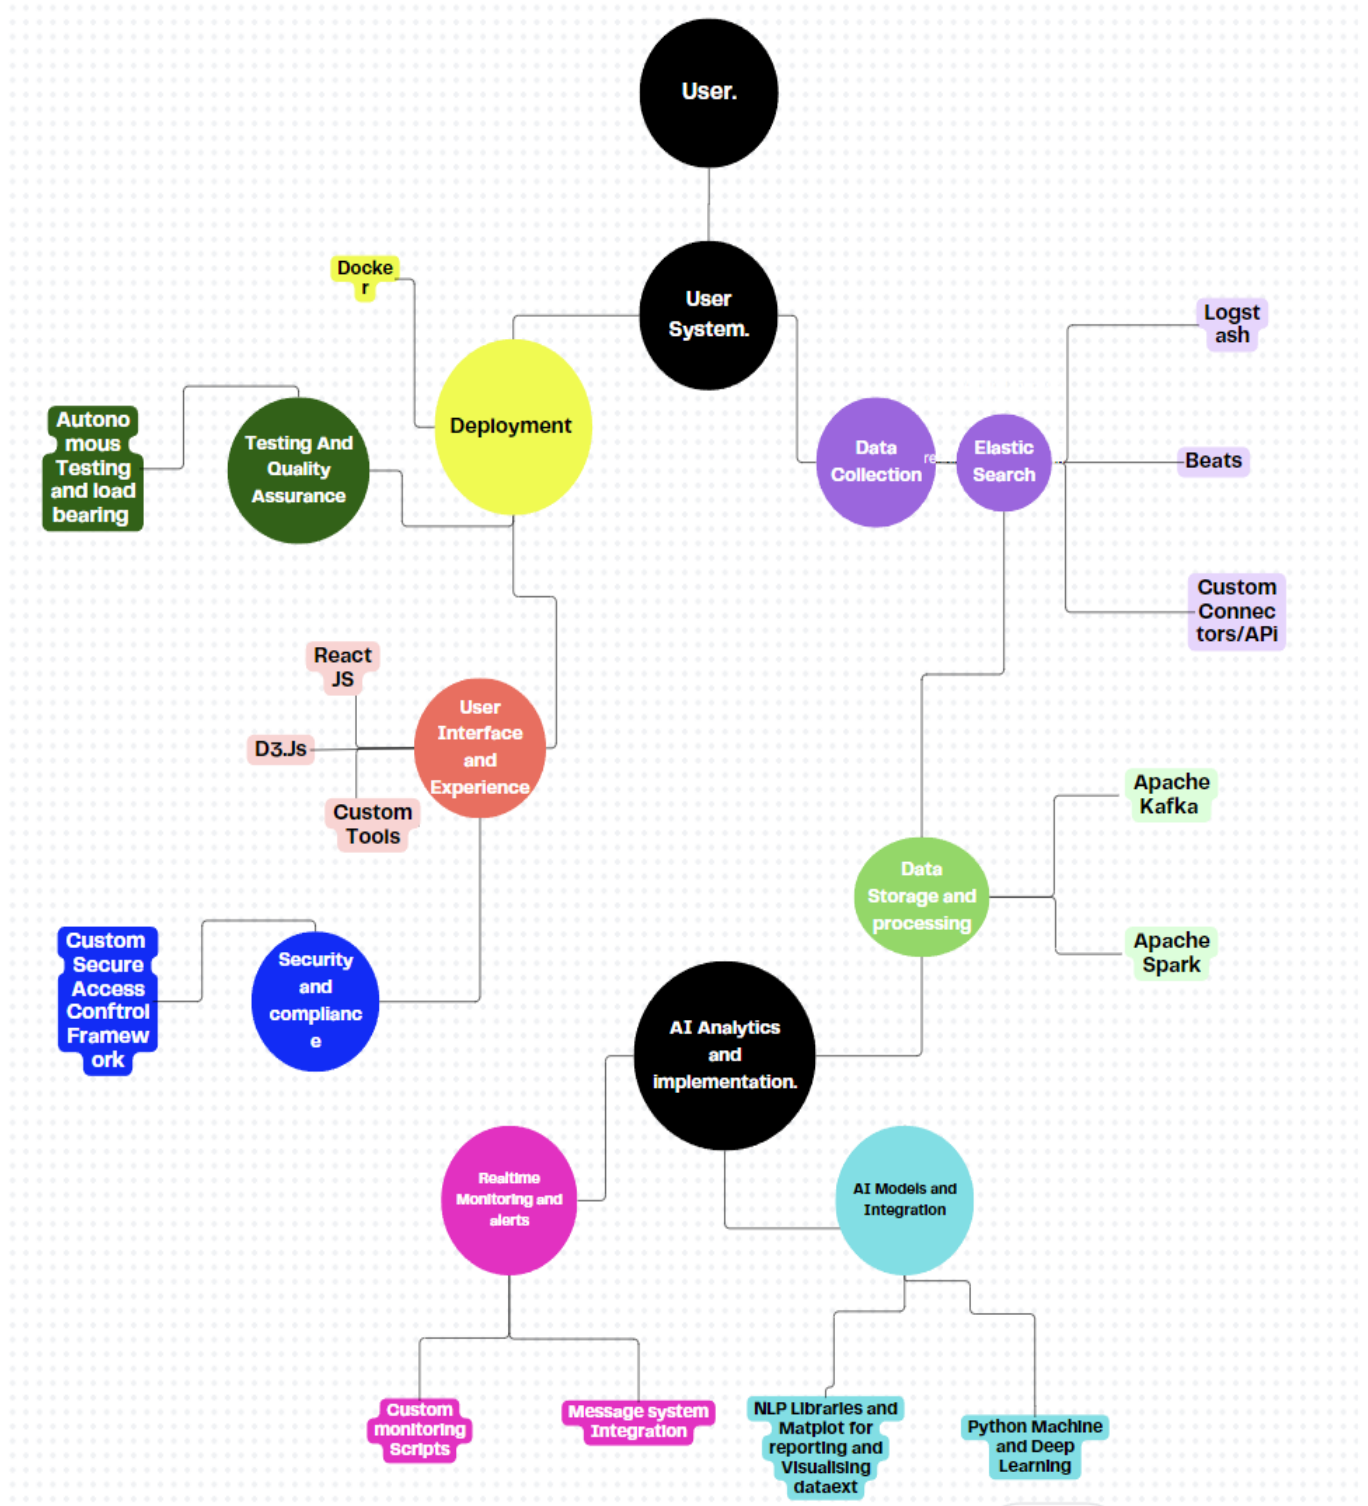 User.
User
System.
Docke
r
Deployment
Testing And
Quality
Assurance
Autono
mous
Testing
and load
bearing
Data
Collection
re
Elastic
Search
Logst
ash
Beats
Custom
Connec
tors/APi
React
JS
D3.Js
Custom
Tools
User
Interface
and
Experience
Apache
Kafka
Data
Storage and
processing
Apache
Spark
Custom
Secure
Access
Conftrol
Framew
ork
Security
and
complianc
e
AI Analytics
and
implementation.
Realtime
Monitoring and
alerts
AI Models and
Integration
Custom
monitoring
Scripts
Message system
Integration
NLP Libraries and
Matplot for
reporting and
Visualising
dataext
Python Machine
and Deep
Learning